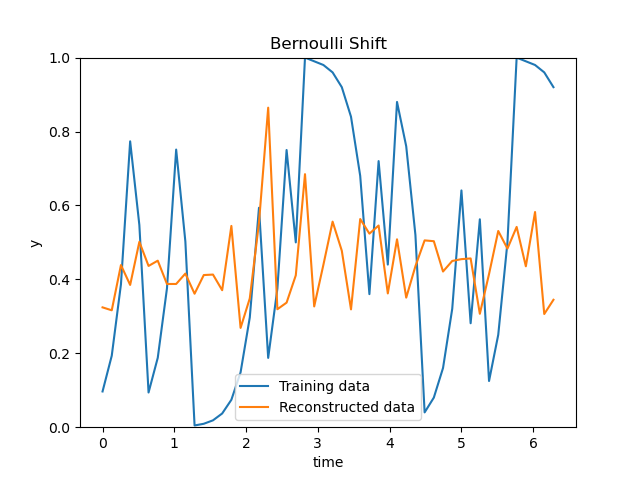 Bernoulli Shift
1.0
0.8
0.6
0.4
0.2
0.0
y
Training data
Reconstructed data
0 1 2 3 4 5 6
time